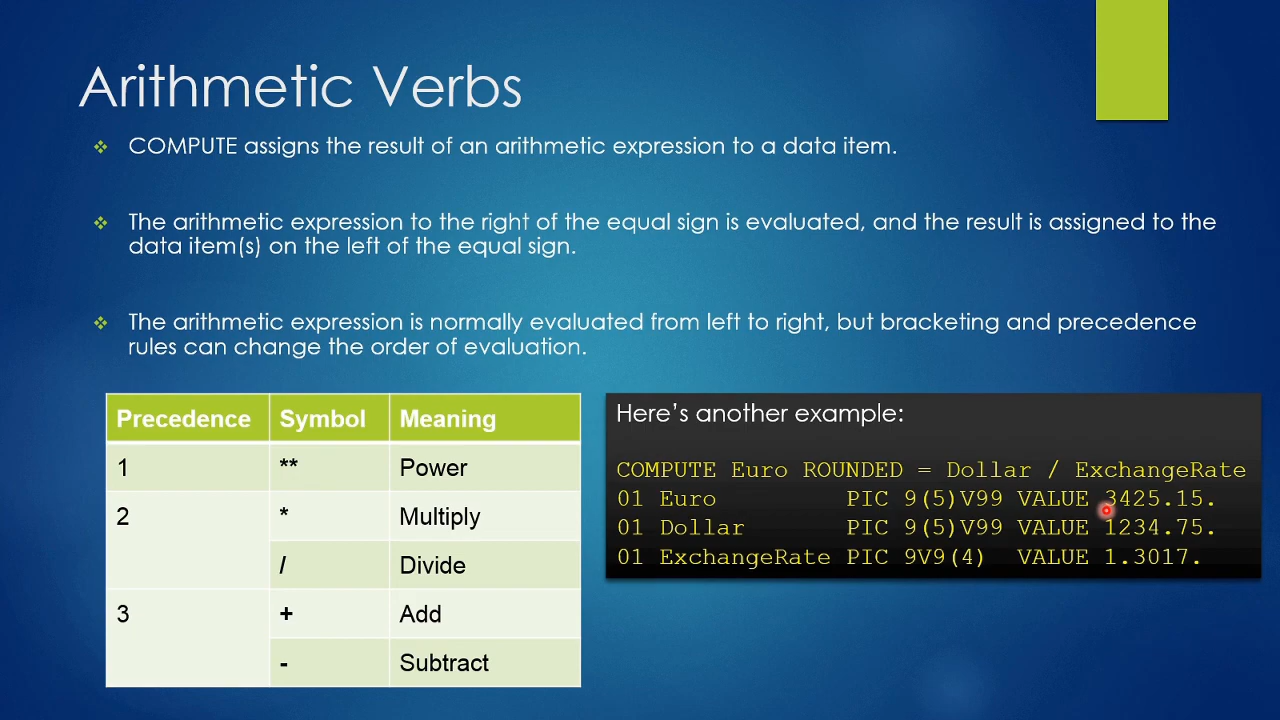 Arithmetic Verbs
COMPUTE assigns the result of an arithmetic expression to a data item.
The arithmetic expression to the right of the equal sign is evaluated, and the result is assigned to the
data item(s) on the left of the equal sign.
The arithmetic expression is normally evaluated from left to right, but bracketing and precedence
rules can change the order of evaluation.
Precedence Symbol Meaning
1 ** Power
2 * Multiply
/ Divide
3 + Add
- Subtract
Here's another example:
COMPUTE Euro ROUNDED = Dollar / ExchangeRate
01 Euro PIC 9(5)V99 VALUE 3425.15.
01 Dollar PIC 9(5)V99 VALUE 1234.75.
01 ExchangeRate PIC 9V9(4) VALUE 1.3017.